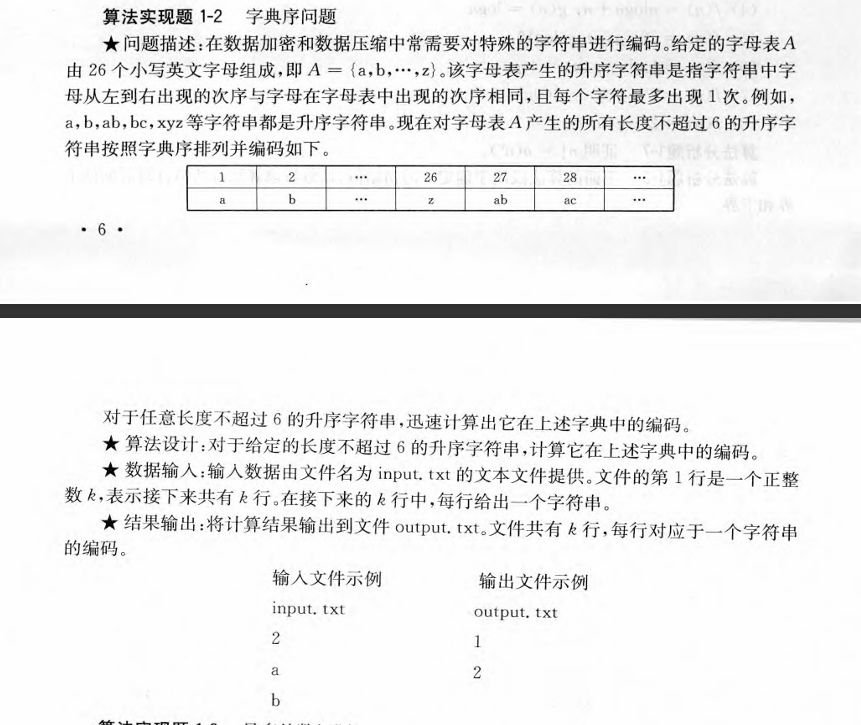 算法实现题 1-2 字典序问题
★问题描述:在数据加密和数据压缩中常需要对特殊的字符串进行编码。给定的字母表A
由 26 个小写英文字母组成,即 A = {a,b,…,z}。该字母表产生的升序字符串是指字符串中字
母从左到右出现的次序与字母在字母表中出现的次序相同,且每个字符最多出现 1 次。例如,
a,b,ab,bc,xyz 等字符串都是升序字符串。现在对字母表 A 产生的所有长度不超过 6 的升序字
符串按照字典序排列并编码如下。
1 2 … 26 27 28 …
a b … z ab ac …
· 6 ·
对于任意长度不超过 6 的升序字符串,迅速计算出它在上述字典中的编码。
★ 算法设计:对于给定的长度不超过 6 的升序字符串,计算它在上述字典中的编码。
★ 数据输入:输入数据由文件名为 input. txt 的文本文件提供。文件的第 1 行是一个正整
数 k,表示接下来共有 k 行。在接下来的 k 行中,每行给出一个字符串。
★ 结果输出:将计算结果输出到文件 output. txt。文件共有 k 行,每行对应于一个字符串
的编码。
输入文件示例 输出文件示例
input. txt output. txt
2 1
a 2
b